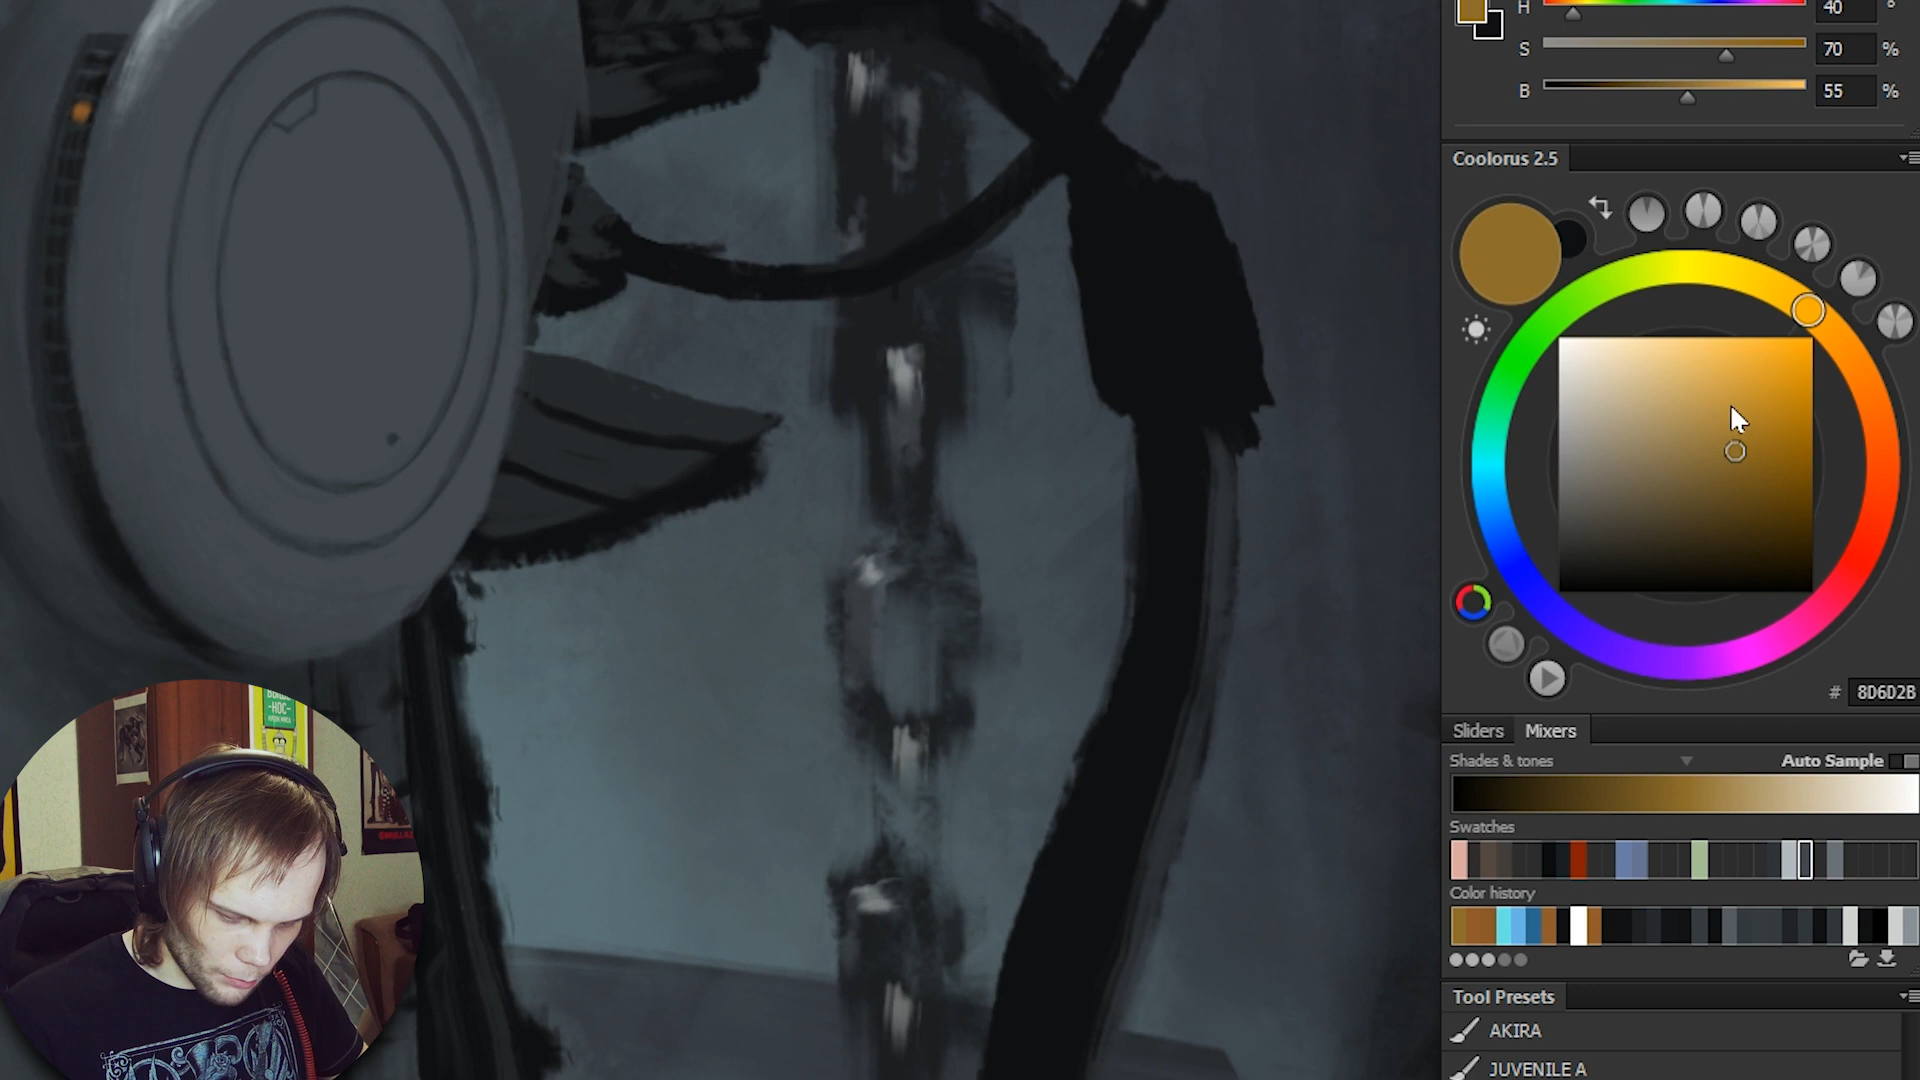 H 40 °
S 70 %
B 55 %
Coolorus 2.5
# 8D6D2B
Sliders Mixers
Shades & tones Auto Sample
Swatches
Color history
Tool Presets
AKIRA
JUVENILE A
-НОС-